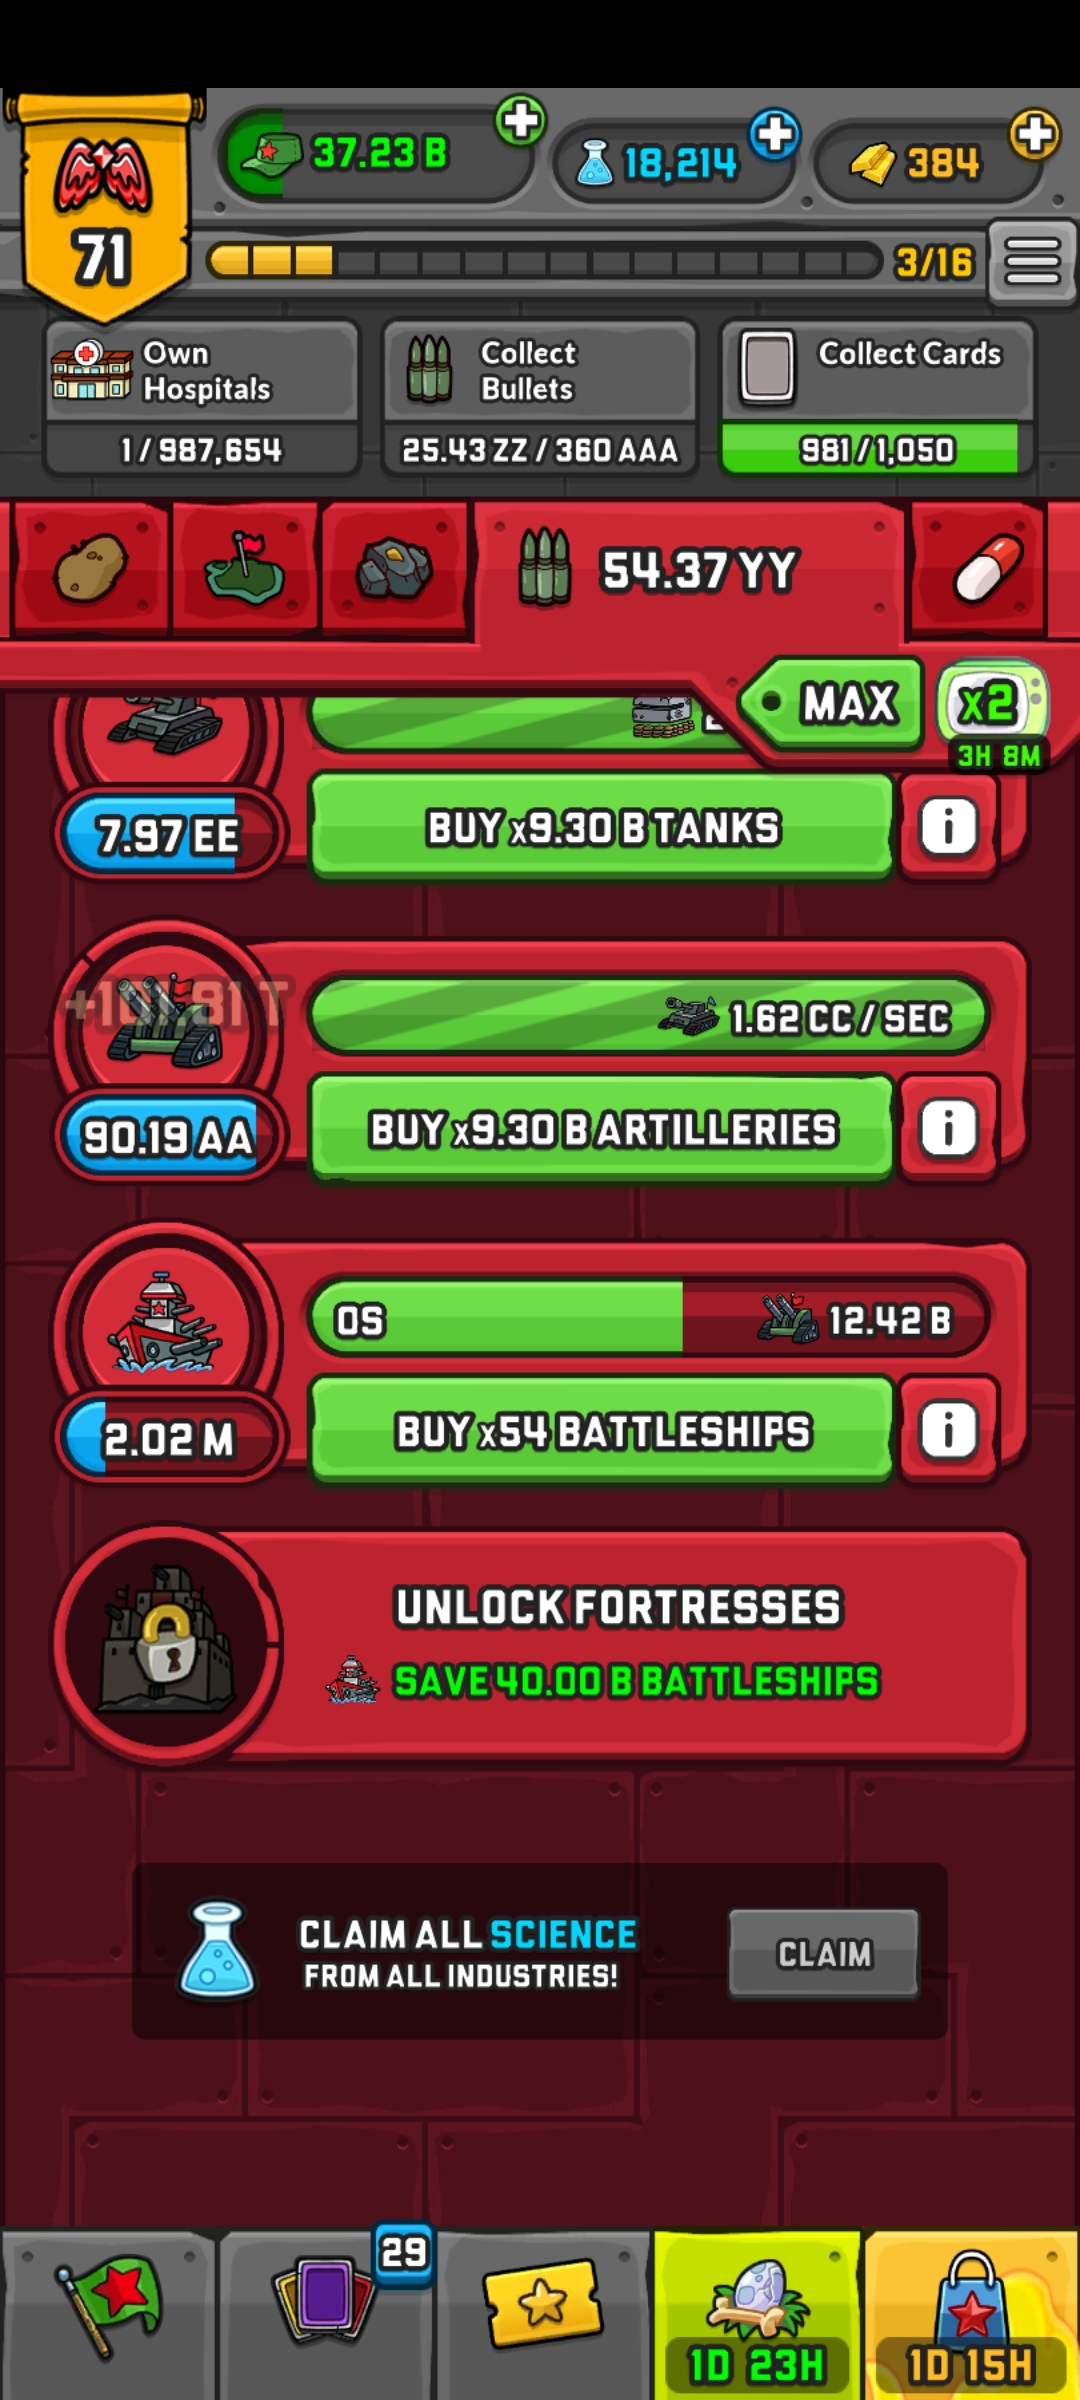 71
37.23 B
18,214
384
3/16
Own
Hospitals
1 / 987,654
Collect
Bullets
25.43 ZZ / 360 AAA
Collect Cards
981 / 1,050
54.37 YY
MAX
x2
3H 8M
7.97 EE
BUY x9.30 B TANKS
i
+101.81 T
1.62 CC / SEC
90.19 AA
BUY x9.30 B ARTILLERIES
i
0S
12.42 B
2.02 M
BUY x54 BATTLESHIPS
i
UNLOCK FORTRESSES
SAVE 40.00 B BATTLESHIPS
CLAIM ALL SCIENCE
FROM ALL INDUSTRIES!
CLAIM
29
1D 23H
1D 15H